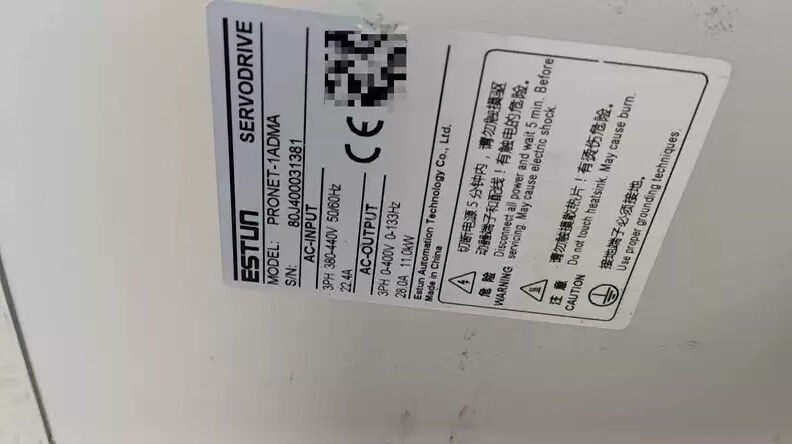 ESTUN SERVODRIVE
MODEL: PRONET-1ADMA
S/N: 80J400031381
AC-INPUT
3PH 380-440V 50/60Hz
22.4A
AC-OUTPUT
3PH 0-400V 0-133Hz
28.0A 11.0kW
Estun Automation Technology Co., Ltd.
Made in China
CE
危险
WARNING
切断电源5分钟内，请勿触摸驱
动器端子和配线！有触电的危险。
Disconnect all power and wait 5 min. Before
servicing. May cause electric shock.
注意
CAUTION
请勿触摸散热片！有烫伤危险。
Do not touch heatsink. May cause burn.
接地端子必须接地。
Use proper grounding techniques.